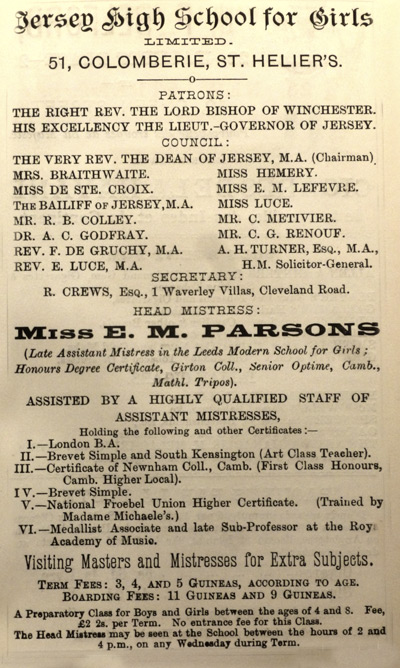 Jersey High School for Girls
LIMITED.
51, COLOMBERIE, ST. HELIER'S.
PATRONS:
THE RIGHT REV. THE LORD BISHOP OF WINCHESTER.
HIS EXCELLENCY THE LIEUT.-GOVERNOR OF JERSEY.
COUNCIL:
THE VERY REV. THE DEAN OF JERSEY, M.A. (Chairman)
MRS. BRAITHWAITE. MISS HEMERY.
MISS DE STE. CROIX. MISS E. M. LEFEVRE.
THE BAILIFF OF JERSEY, M.A. MISS LUCE.
MR. R. B. COLLEY. MR. C. METIVIER.
DR. A. C. GODFRAY. MR. C. G. RENOUF.
REV. F. DE GRUCHY, M.A. A. H. TURNER, ESQ., M.A.,
REV. E. LUCE, M.A. H.M. Solicitor-General.
SECRETARY:
R. CREWS, ESQ., 1 Waverley Villas, Cleveland Road.
HEAD MISTRESS:
MISS E. M. PARSONS
(Late Assistant Mistress in the Leeds Modern School for Girls;
Honours Degree Certificate, Girton Coll., Senior Optime, Camb.,
Mathl. Tripos).
ASSISTED BY A HIGHLY QUALIFIED STAFF OF
ASSISTANT MISTRESSES,
Holding the following and other Certificates:—
I.—London B.A.
II.—Brevet Simple and South Kensington (Art Class Teacher).
III.—Certificate of Newnham Coll., Camb. (First Class Honours,
Camb. Higher Local).
IV.—Brevet Simple.
V.—National Froebel Union Higher Certificate. (Trained by
Madame Michaele's.)
VI.—Medallist Associate and late Sub-Professor at the Roy.
Academy of Music.
Visiting Masters and Mistresses for Extra Subjects.
TERM FEES: 3, 4, AND 5 GUINEAS, ACCORDING TO AGE.
BOARDING FEES: 11 GUINEAS AND 9 GUINEAS.
A Preparatory Class for Boys and Girls between the ages of 4 and 8. Fee,
£2 2s. per Term. No entrance fee for this Class.
The Head Mistress may be seen at the School between the hours of 2 and
4 p.m., on any Wednesday during Term.